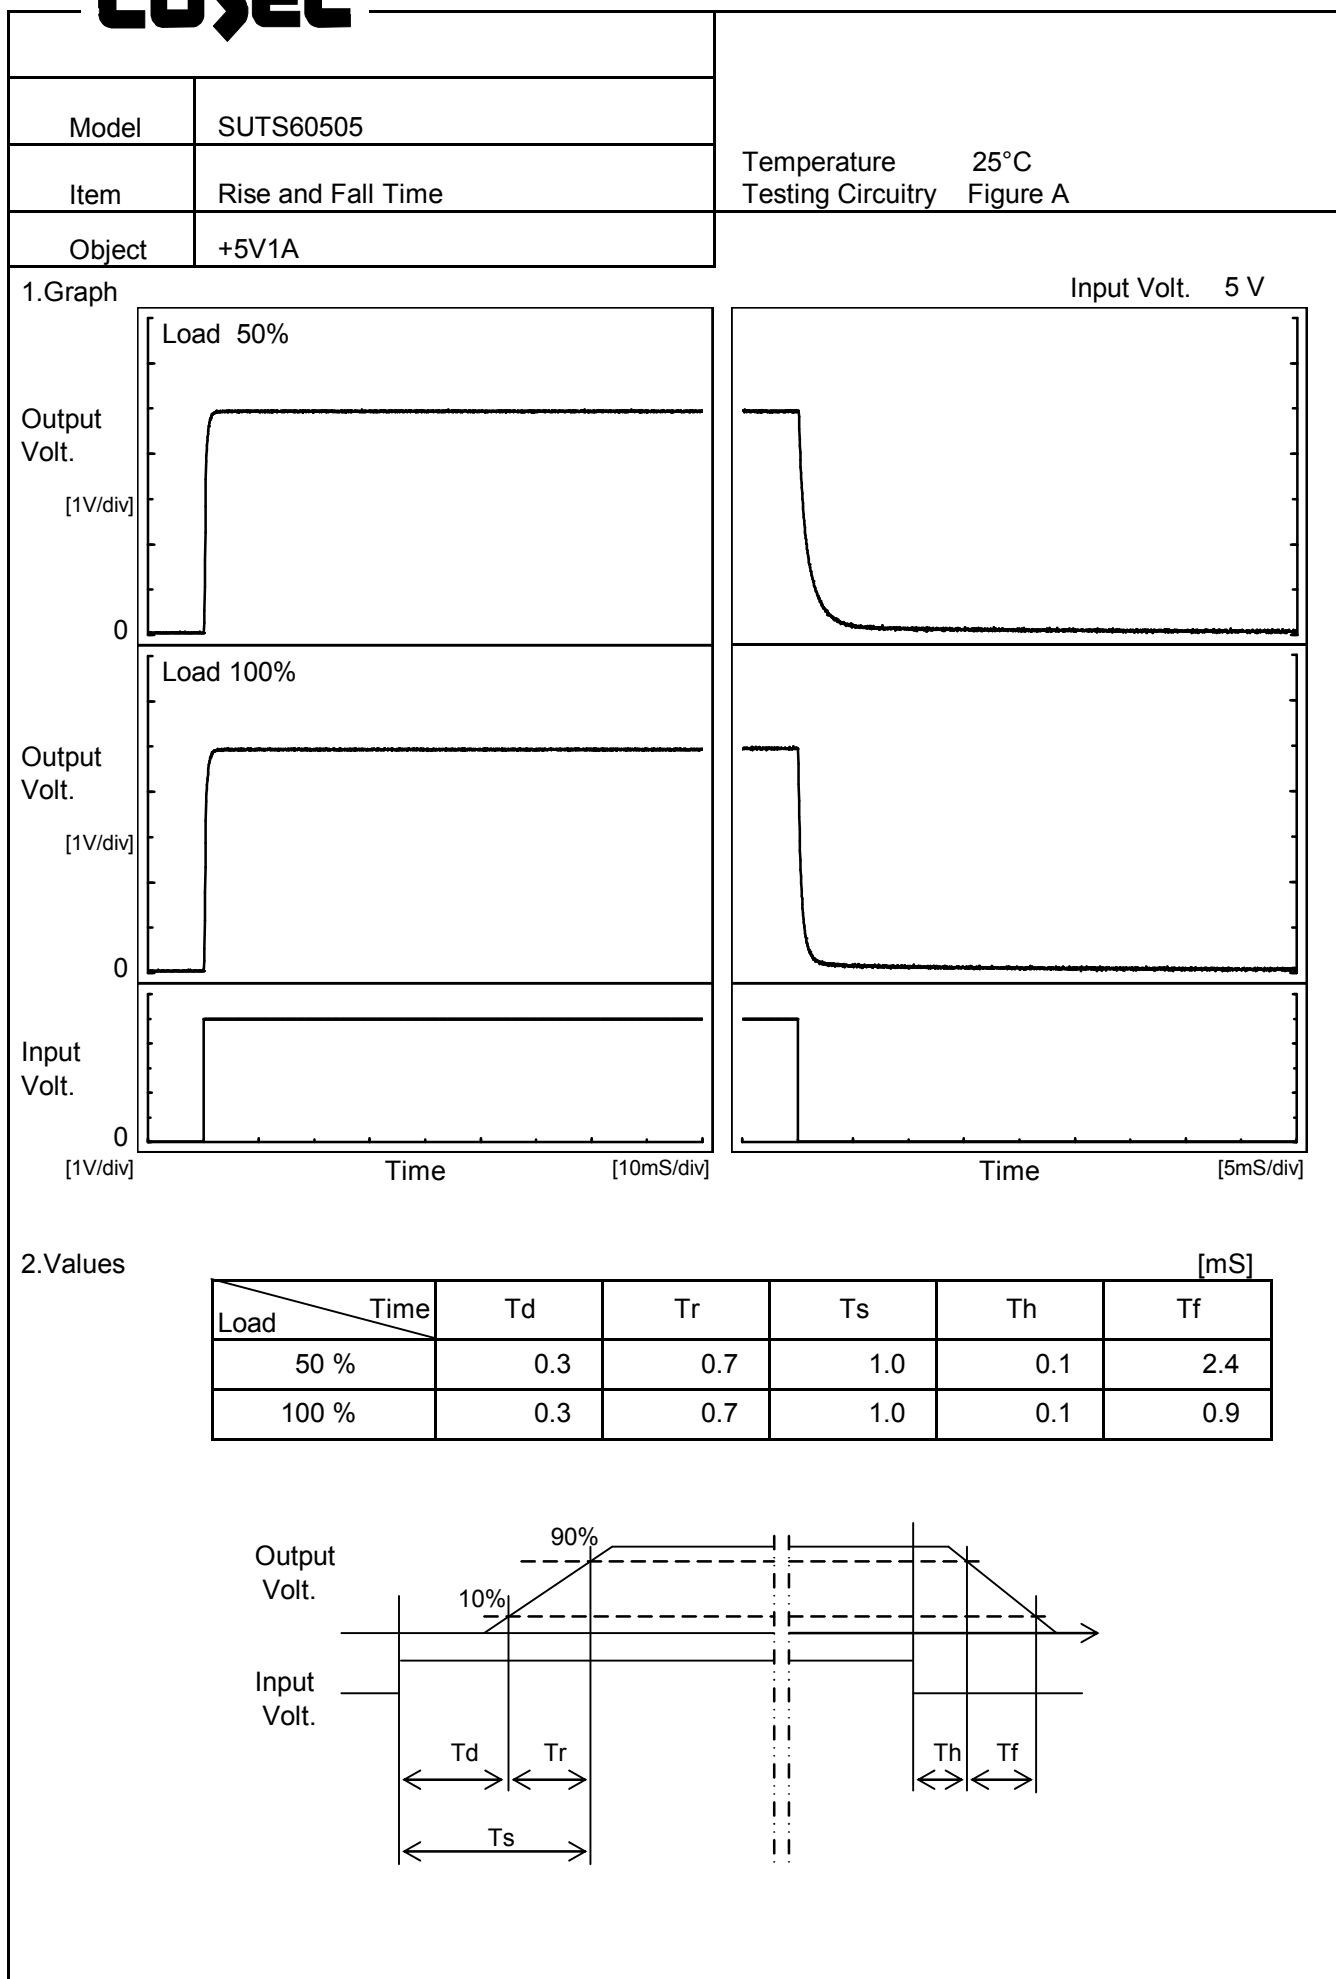 COSEL
Model SUTS60505
Item Rise and Fall Time
Object +5V1A
Temperature 25°C
Testing Circuitry Figure A
1.Graph
Input Volt. 5 V
Load 50%
Output
Volt.
[1V/div]
0
Load 100%
Output
Volt.
[1V/div]
0
Input
Volt.
0
[1V/div] Time [10mS/div] Time [5mS/div]
2.Values [mS]
Time
Load Td Tr Ts Th Tf
50 % 0.3 0.7 1.0 0.1 2.4
100 % 0.3 0.7 1.0 0.1 0.9
90%
Output
Volt.
10%
Input
Volt.
Td Tr Th Tf
Ts